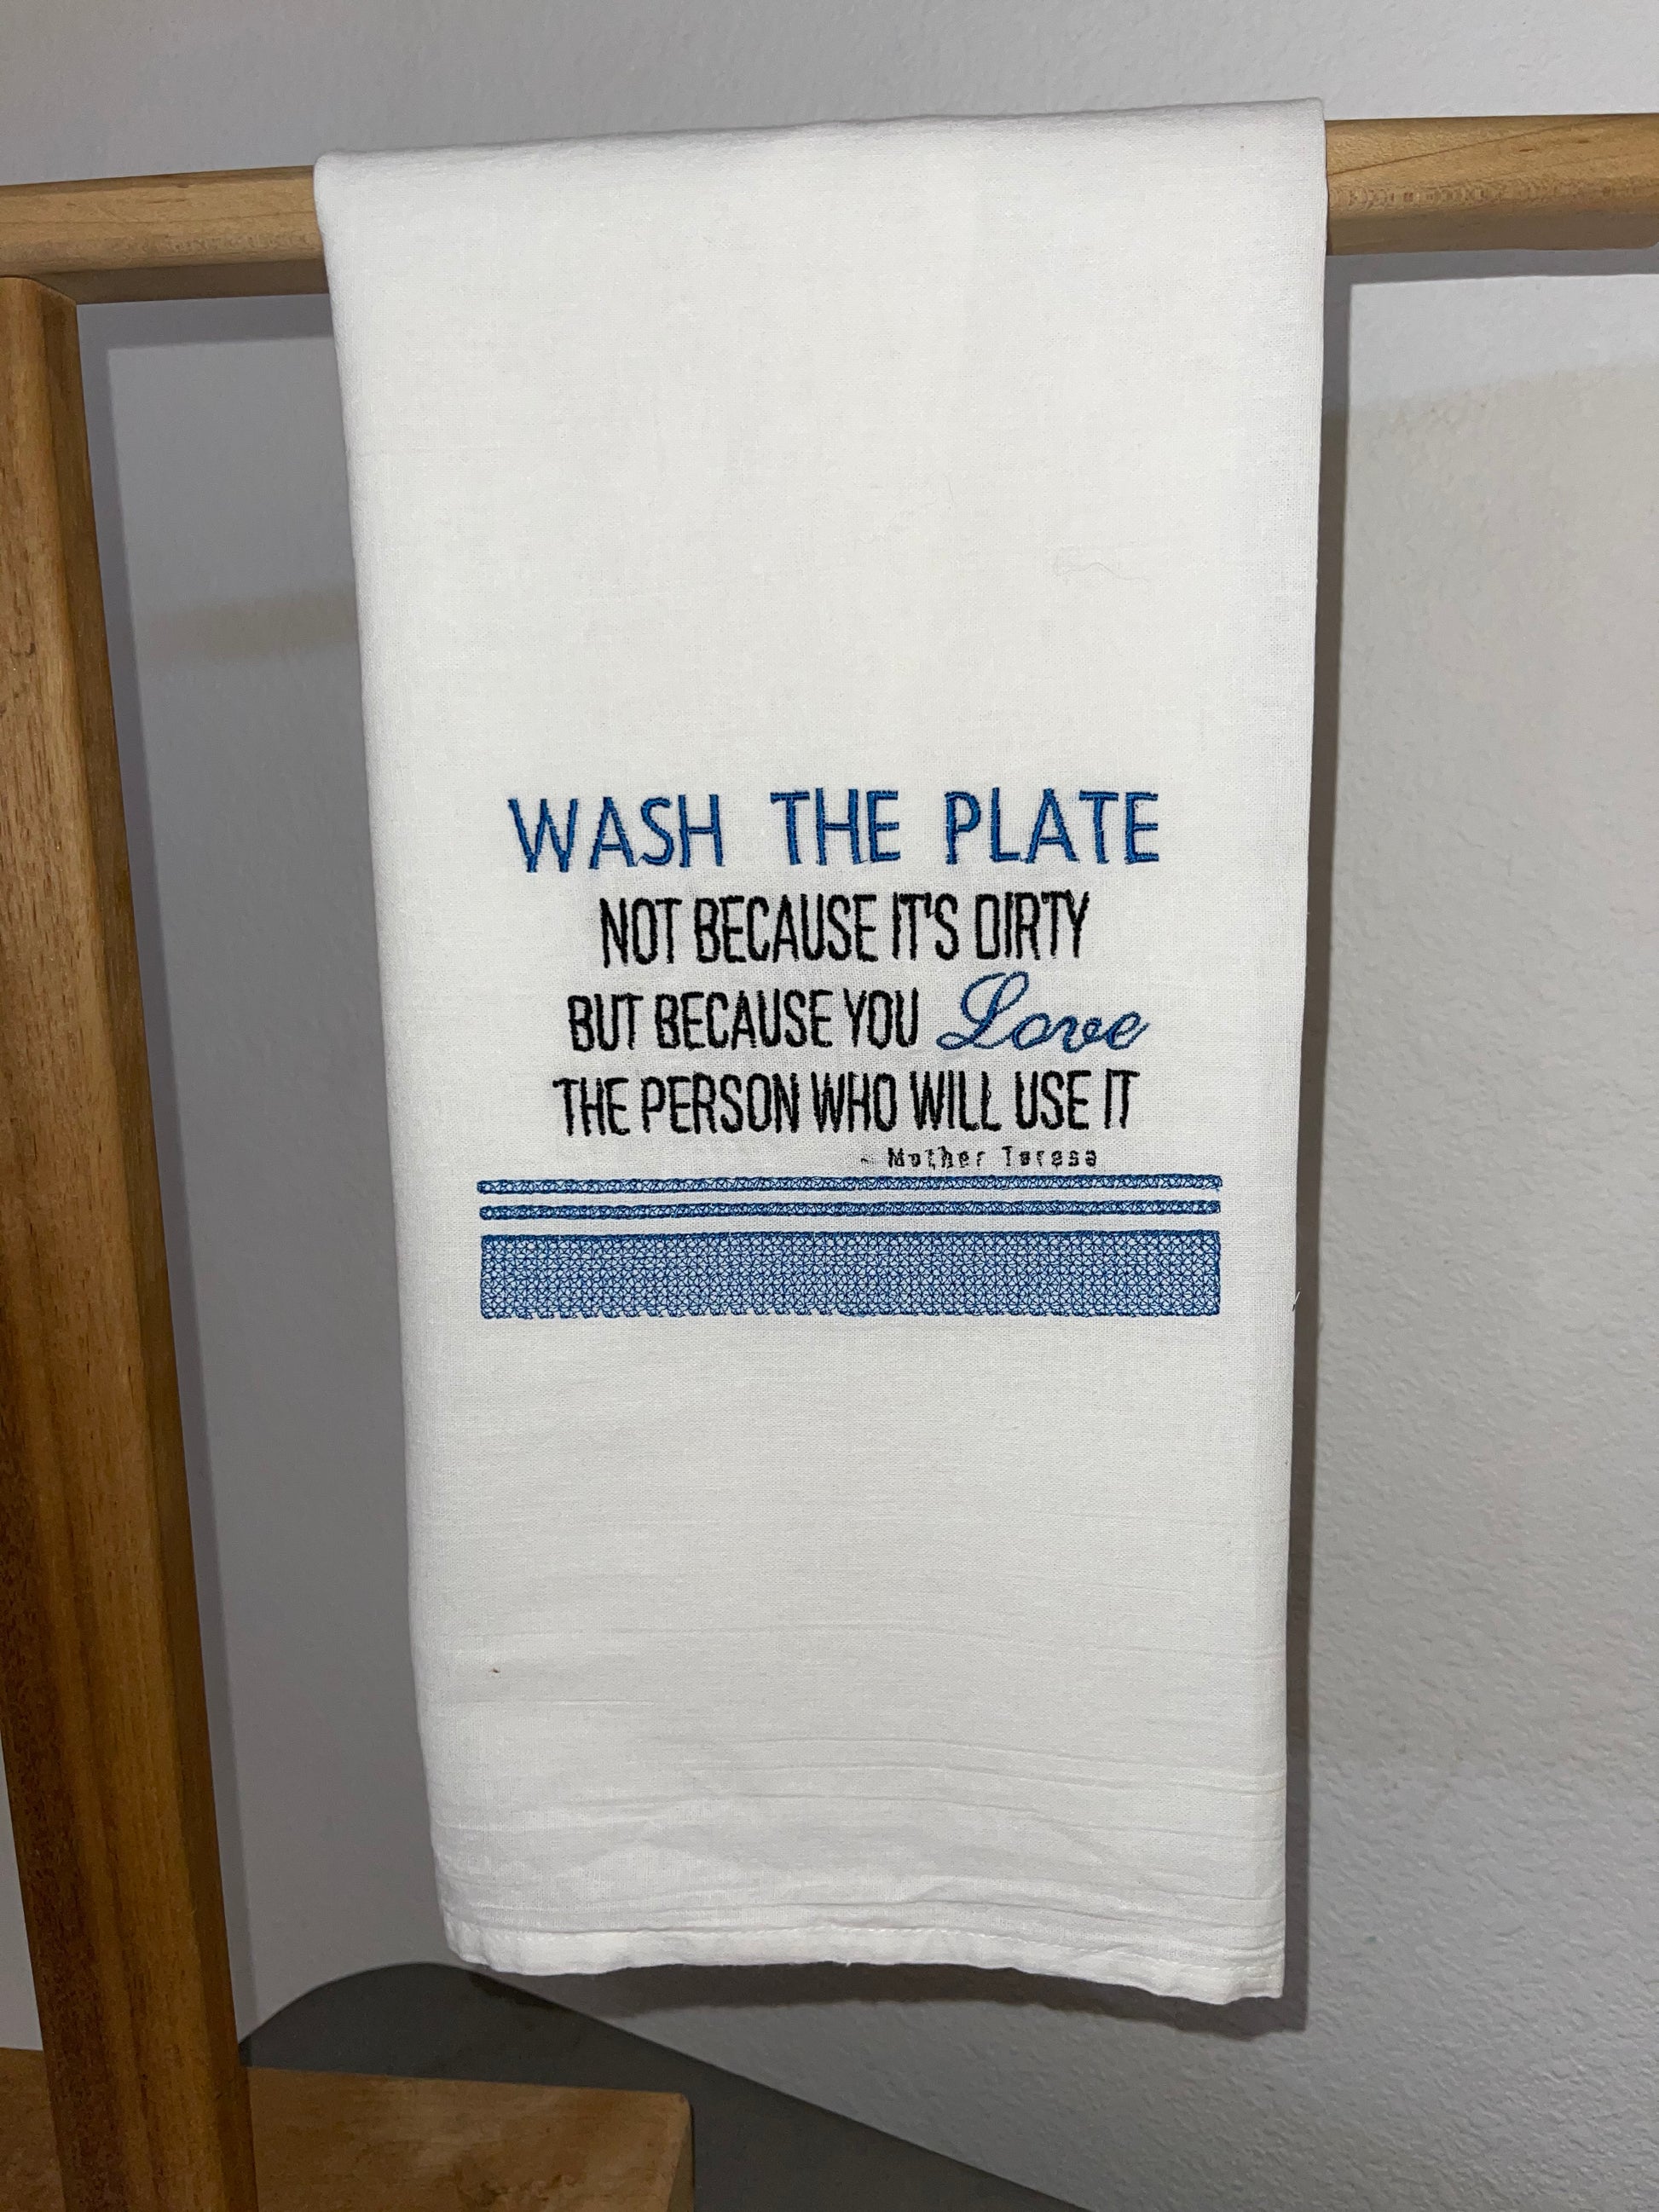 WASH THE PLATE
NOT BECAUSE IT'S DIRTY
BUT BECAUSE YOU Love
THE PERSON WHO WILL USE IT
~ Mother Teresa